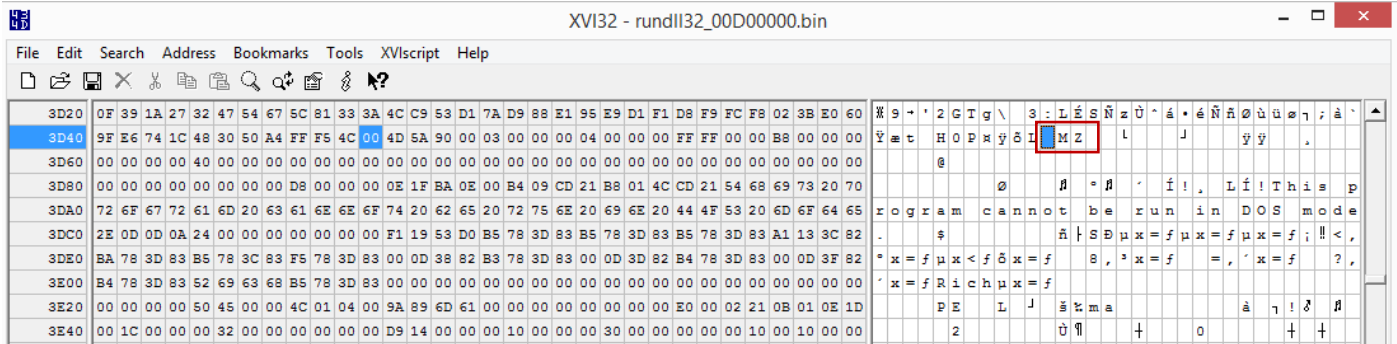 XVI32 - rundll32_00D00000.bin
File Edit Search Address Bookmarks Tools XVIscript Help
3D20 0F 39 1A 27 32 47 54 67 5C 81 33 3A 4C C9 53 D1 7A D9 88 E1 95 E9 D1 F1 D8 F9 FC F8 02 3B E0 60 9 → ' 2 G T g \ 3 : L É S Ñ z Ù ˆ á • é Ñ ñ Ø ù ü ø ┐ ; à `
3D40 9F E6 74 1C 48 30 50 A4 FF F5 4C 00 4D 5A 90 00 03 00 00 00 04 00 00 00 FF FF 00 00 B8 00 00 00 Ÿ æ t H 0 P ¤ ÿ õ L M Z └ ┘ ÿ ÿ ¸
3D60 00 00 00 00 40 00 00 00 00 00 00 00 00 00 00 00 00 00 00 00 00 00 00 00 00 00 00 00 00 00 00 00 @
3D80 00 00 00 00 00 00 00 00 D8 00 00 00 0E 1F BA 0E 00 B4 09 CD 21 B8 01 4C CD 21 54 68 69 73 20 70 Ø ♫ º ♫ ´ Í ! ¸ L Í ! T h i s p
3DA0 72 6F 67 72 61 6D 20 63 61 6E 6E 6F 74 20 62 65 20 72 75 6E 20 69 6E 20 44 4F 53 20 6D 6F 64 65 r o g r a m c a n n o t b e r u n i n D O S m o d e
3DC0 2E 0D 0D 0A 24 00 00 00 00 00 00 00 F1 19 53 D0 B5 78 3D 83 B5 78 3D 83 B5 78 3D 83 A1 13 3C 82 . $ ñ ├ S Ð µ x = ƒ µ x = ƒ µ x = ƒ ¡ ‼ < ‚
3DE0 BA 78 3D 83 B5 78 3C 83 F5 78 3D 83 00 0D 38 82 B3 78 3D 83 00 0D 3D 82 B4 78 3D 83 00 0D 3F 82 º x = ƒ µ x < ƒ õ x = ƒ 8 ‚ ³ x = ƒ = ‚ ´ x = ƒ ? ‚
3E00 B4 78 3D 83 52 69 63 68 B5 78 3D 83 00 00 00 00 00 00 00 00 00 00 00 00 00 00 00 00 00 00 00 00 ´ x = ƒ R i c h µ x = ƒ
3E20 00 00 00 00 50 45 00 00 4C 01 04 00 9A 89 6D 61 00 00 00 00 00 00 00 00 E0 00 02 21 0B 01 0E 1D P E L ┘ š ‰ m a à ┐ ! ♂ ♫
3E40 00 1C 00 00 00 32 00 00 00 00 00 00 D9 14 00 00 00 10 00 00 00 30 00 00 00 00 00 10 00 10 00 00 2 Ù ¶ ┼ 0 ┼ ┼